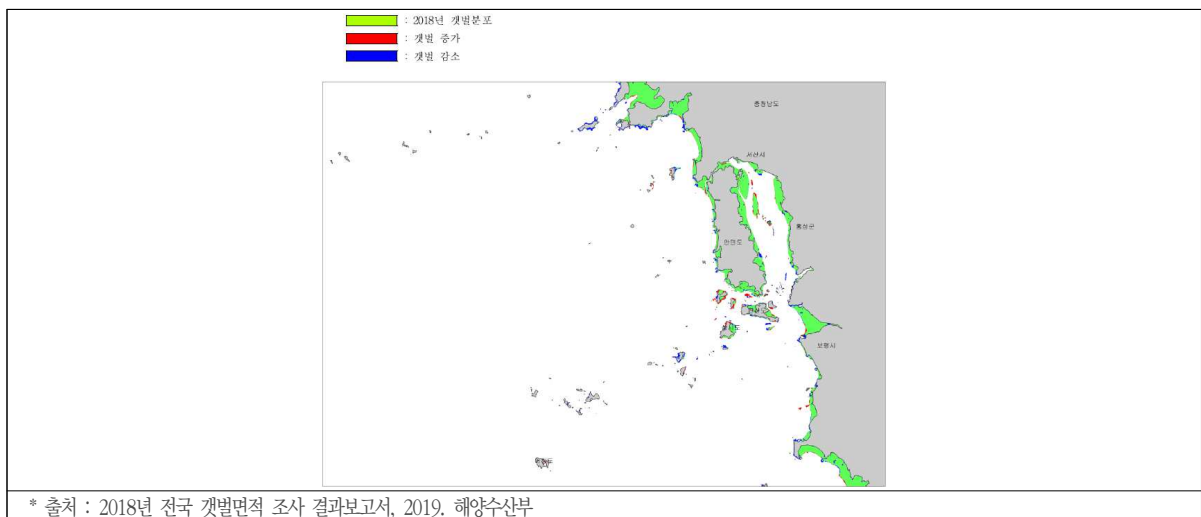 : 2018년 갯벌분포
: 갯벌 증가
: 갯벌 감소
충청남도
서산시
홍성군
안면도
보령시
* 출처 : 2018년 전국 갯벌면적 조사 결과보고서, 2019. 해양수산부